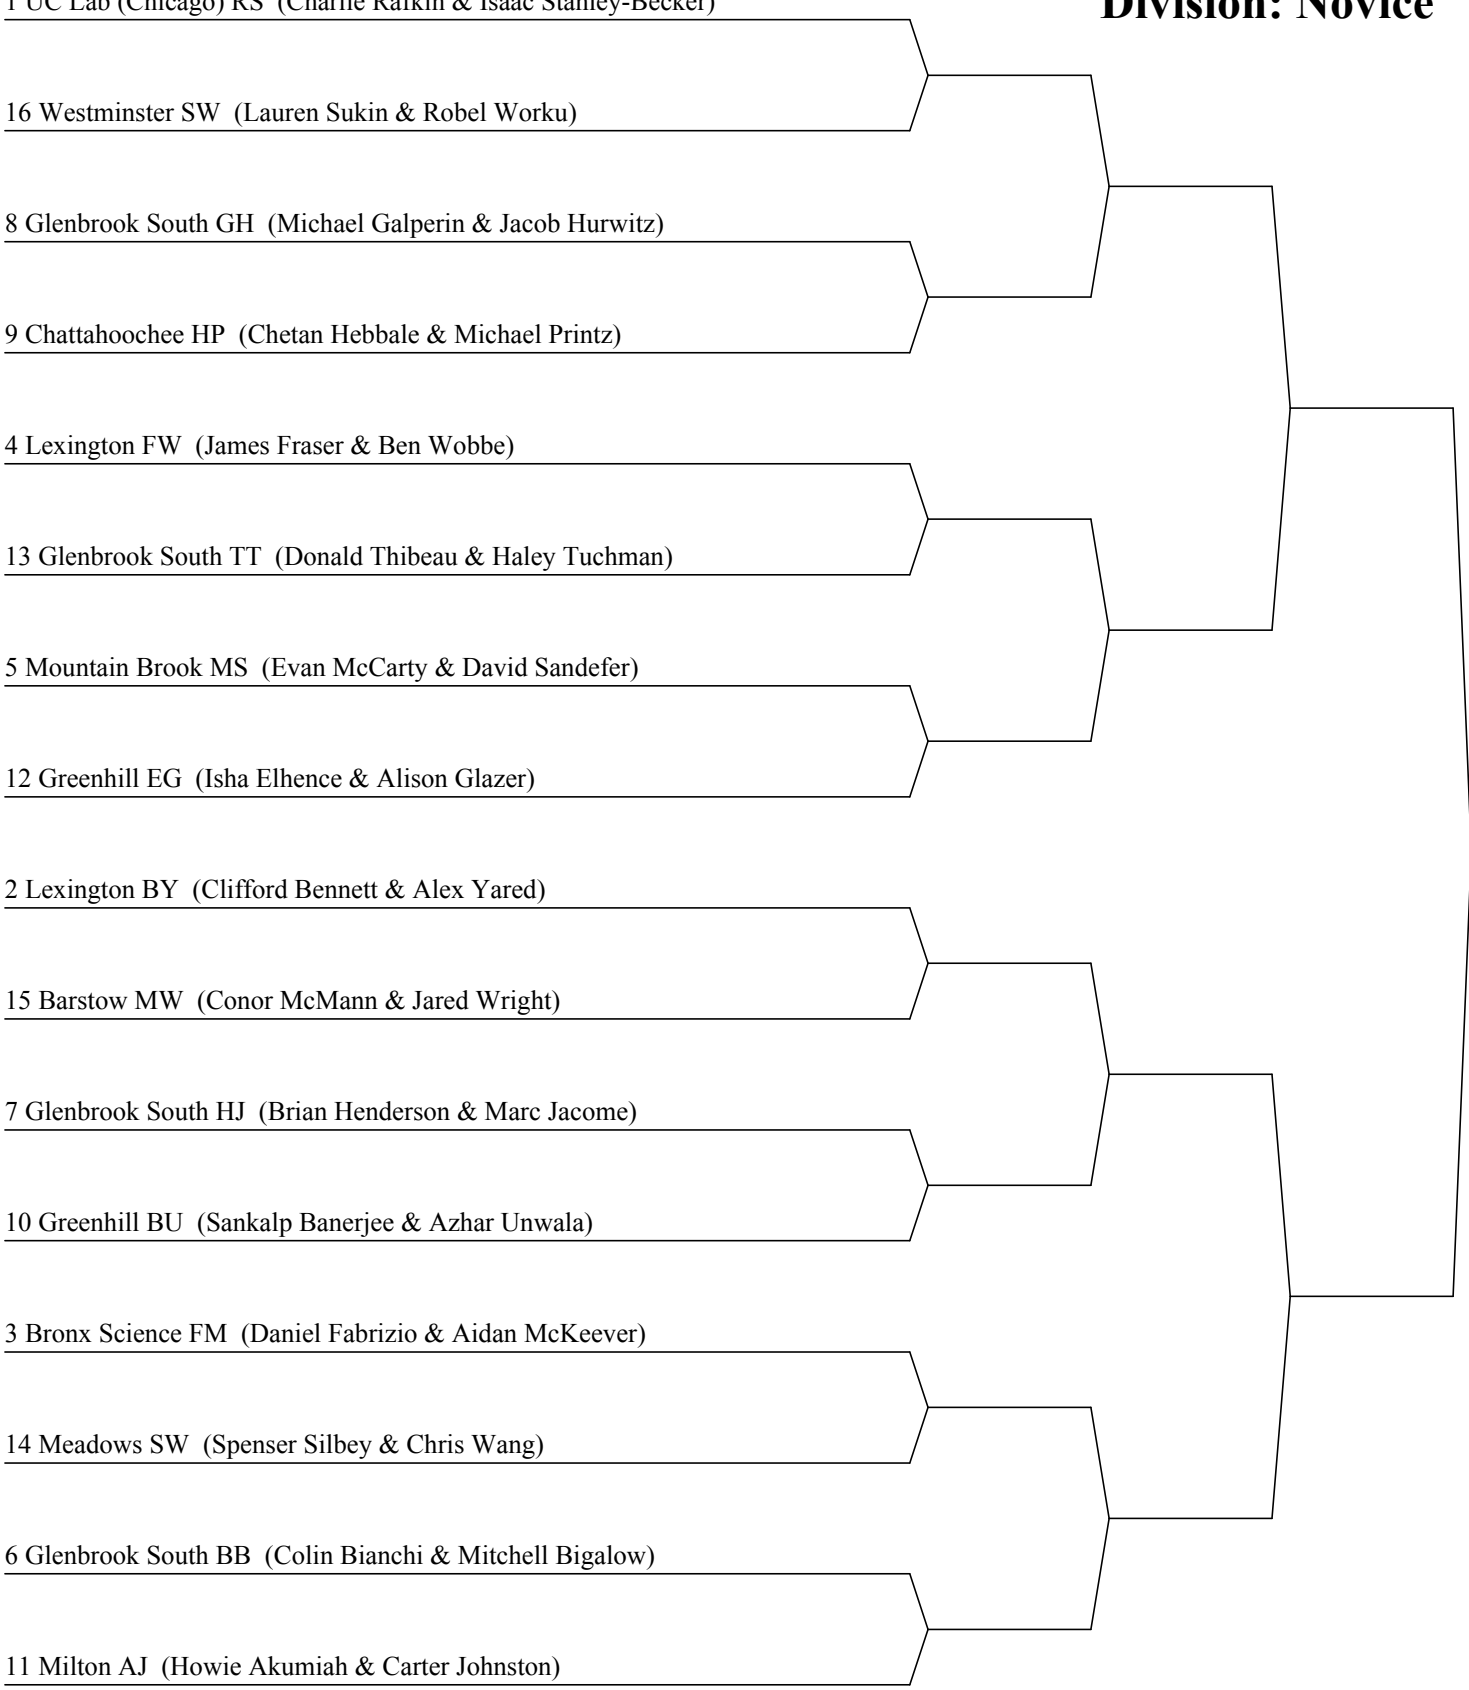 1 UC Lab (Chicago) RS (Charlie Rafkin & Isaac Stanley-Becker)
Division: Novice
16 Westminster SW (Lauren Sukin & Robel Worku)
8 Glenbrook South GH (Michael Galperin & Jacob Hurwitz)
9 Chattahoochee HP (Chetan Hebbale & Michael Printz)
4 Lexington FW (James Fraser & Ben Wobbe)
13 Glenbrook South TT (Donald Thibeau & Haley Tuchman)
5 Mountain Brook MS (Evan McCarty & David Sandefer)
12 Greenhill EG (Isha Elhence & Alison Glazer)
2 Lexington BY (Clifford Bennett & Alex Yared)
15 Barstow MW (Conor McMann & Jared Wright)
7 Glenbrook South HJ (Brian Henderson & Marc Jacome)
10 Greenhill BU (Sankalp Banerjee & Azhar Unwala)
3 Bronx Science FM (Daniel Fabrizio & Aidan McKeever)
14 Meadows SW (Spenser Silbey & Chris Wang)
6 Glenbrook South BB (Colin Bianchi & Mitchell Bigalow)
11 Milton AJ (Howie Akumiah & Carter Johnston)